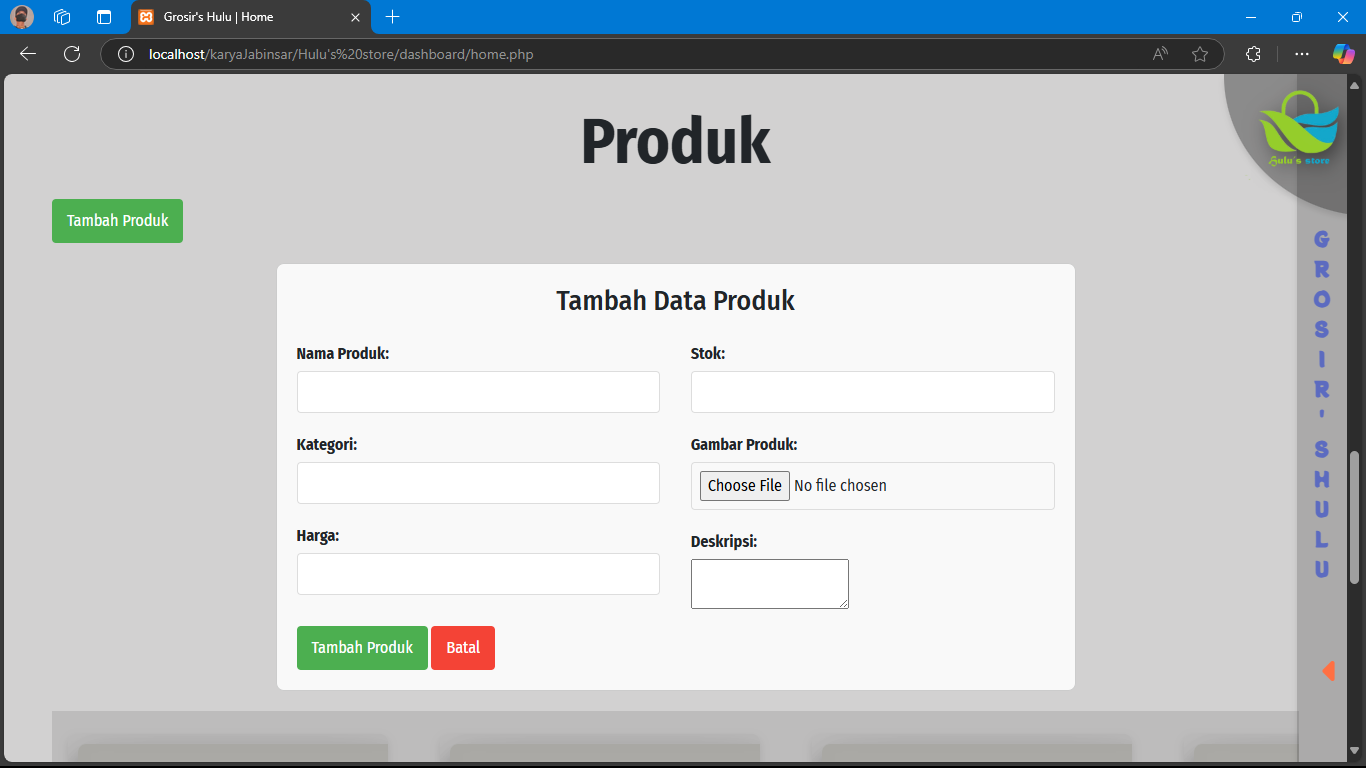 Grosir's Hulu | Home
localhost/karyaJabinsar/Hulu's%20store/dashboard/home.php
Produk
Hulu's store
Tambah Produk
GROSIR'SHULU
Tambah Data Produk
Nama Produk:
Stok:
Kategori:
Gambar Produk:
Choose File No file chosen
Harga:
Deskripsi:
Tambah Produk Batal